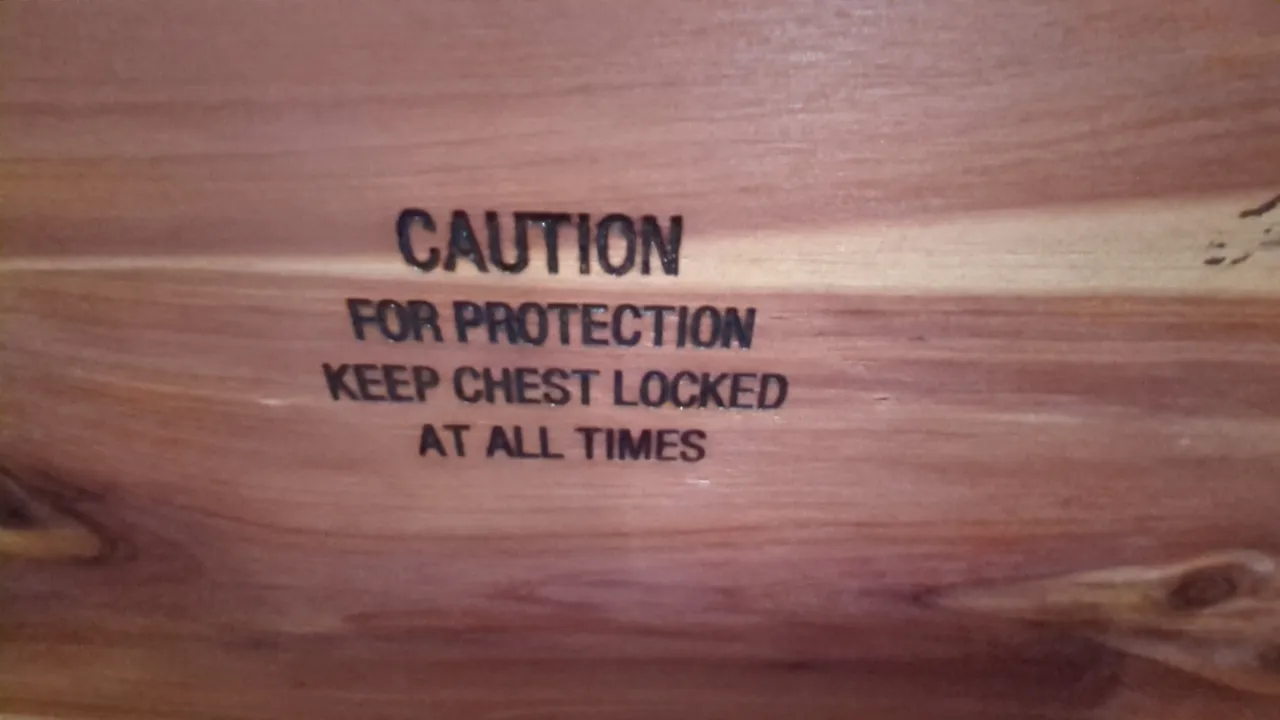 CAUTION
FOR PROTECTION
KEEP CHEST LOCKED
AT ALL TIMES